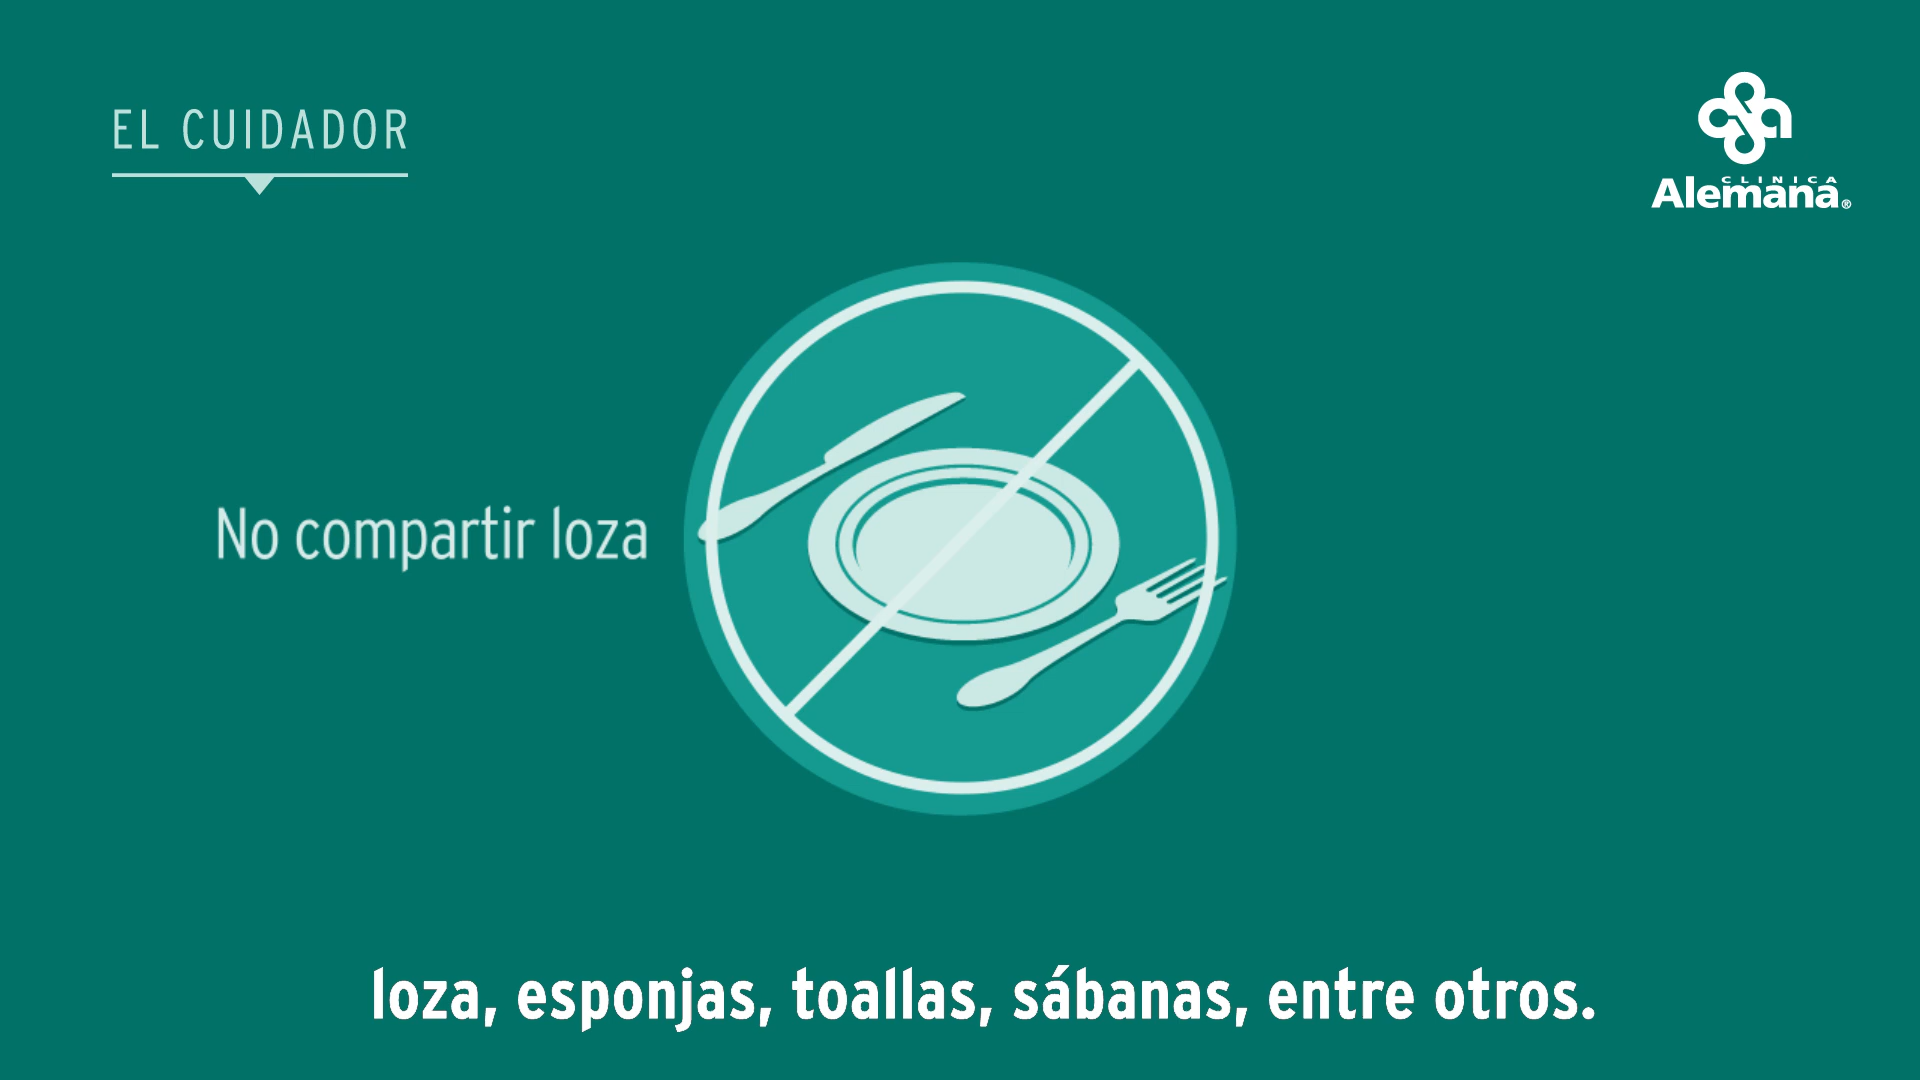 EL CUIDADOR
CLINICA
Alemana®
No compartir loza
loza, esponjas, toallas, sábanas, entre otros.